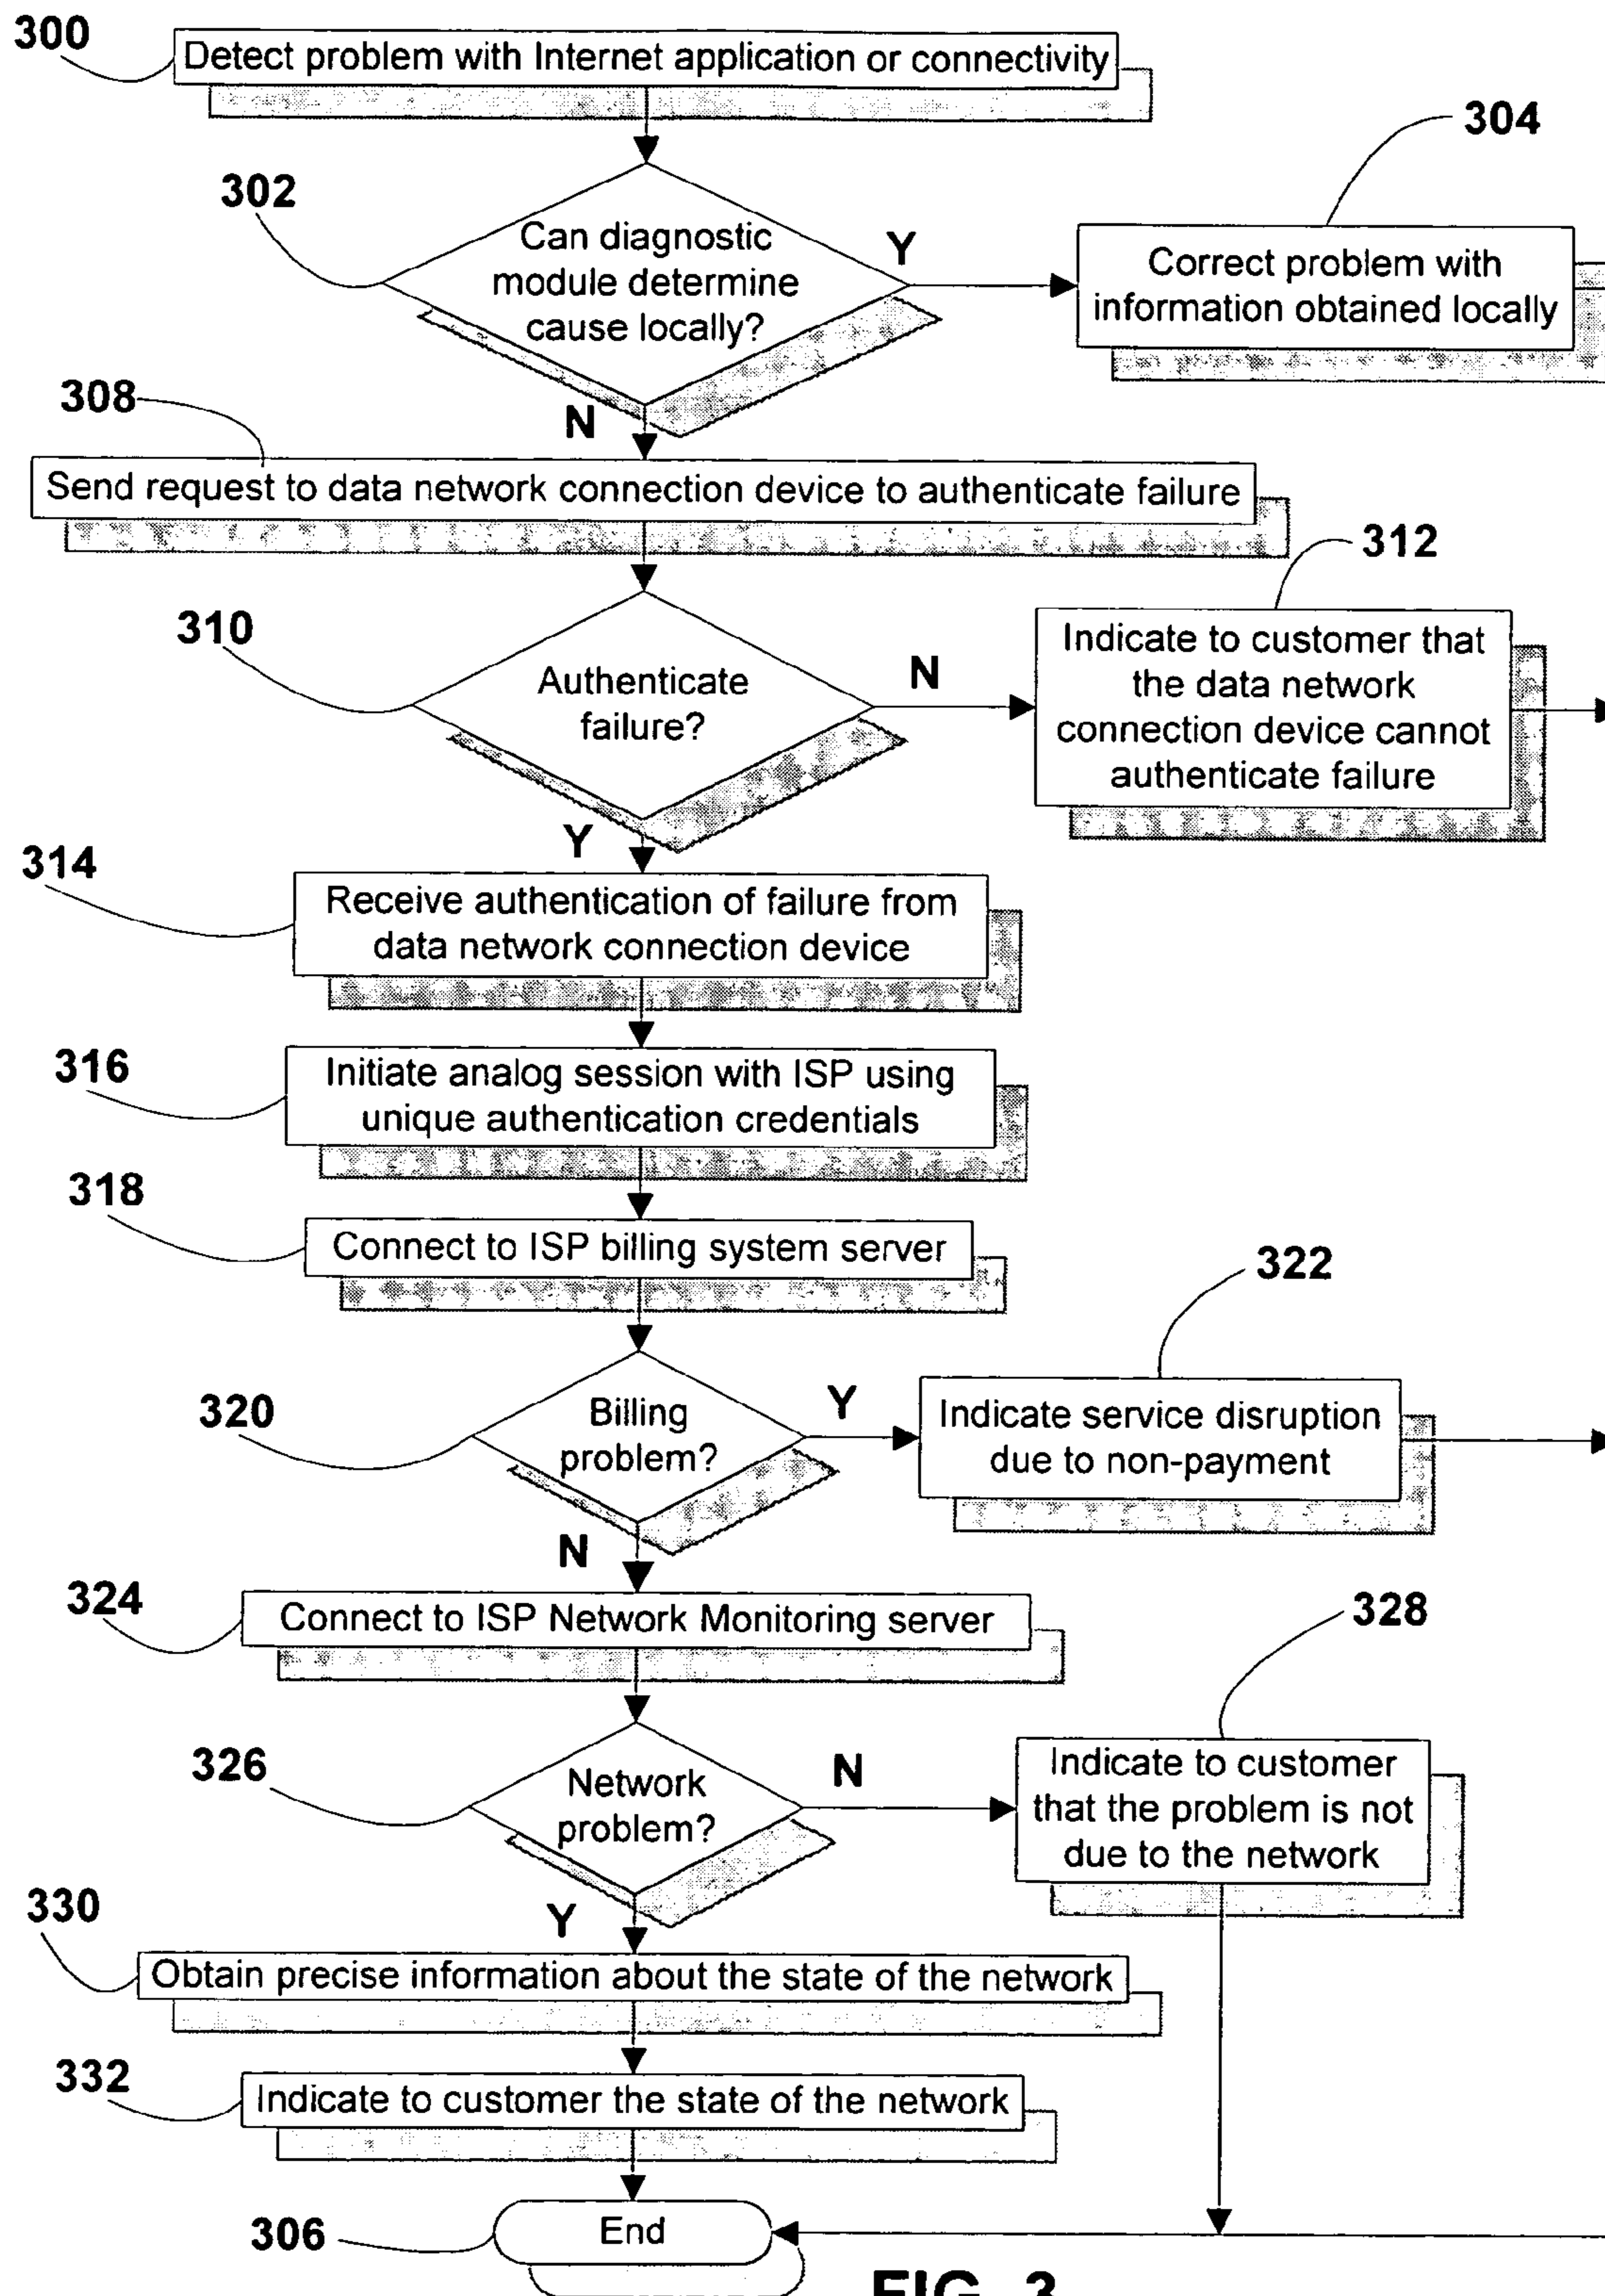 300
Detect problem with Internet application or connectivity
304
302
Can diagnostic
module determine
cause locally?
Y
Correct problem with
information obtained locally
308
N
Send request to data network connection device to authenticate failure
312
310
Authenticate
failure?
N
Indicate to customer that
the data network
connection device cannot
authenticate failure
Y
314
Receive authentication of failure from
data network connection device
316
Initiate analog session with ISP using
unique authentication credentials
318
Connect to ISP billing system server
322
320
Billing
problem?
Y
Indicate service disruption
due to non-payment
N
324
Connect to ISP Network Monitoring server
328
326
Network
problem?
N
Indicate to customer
that the problem is not
due to the network
330
Y
Obtain precise information about the state of the network
332
Indicate to customer the state of the network
306
End
FIG. 3